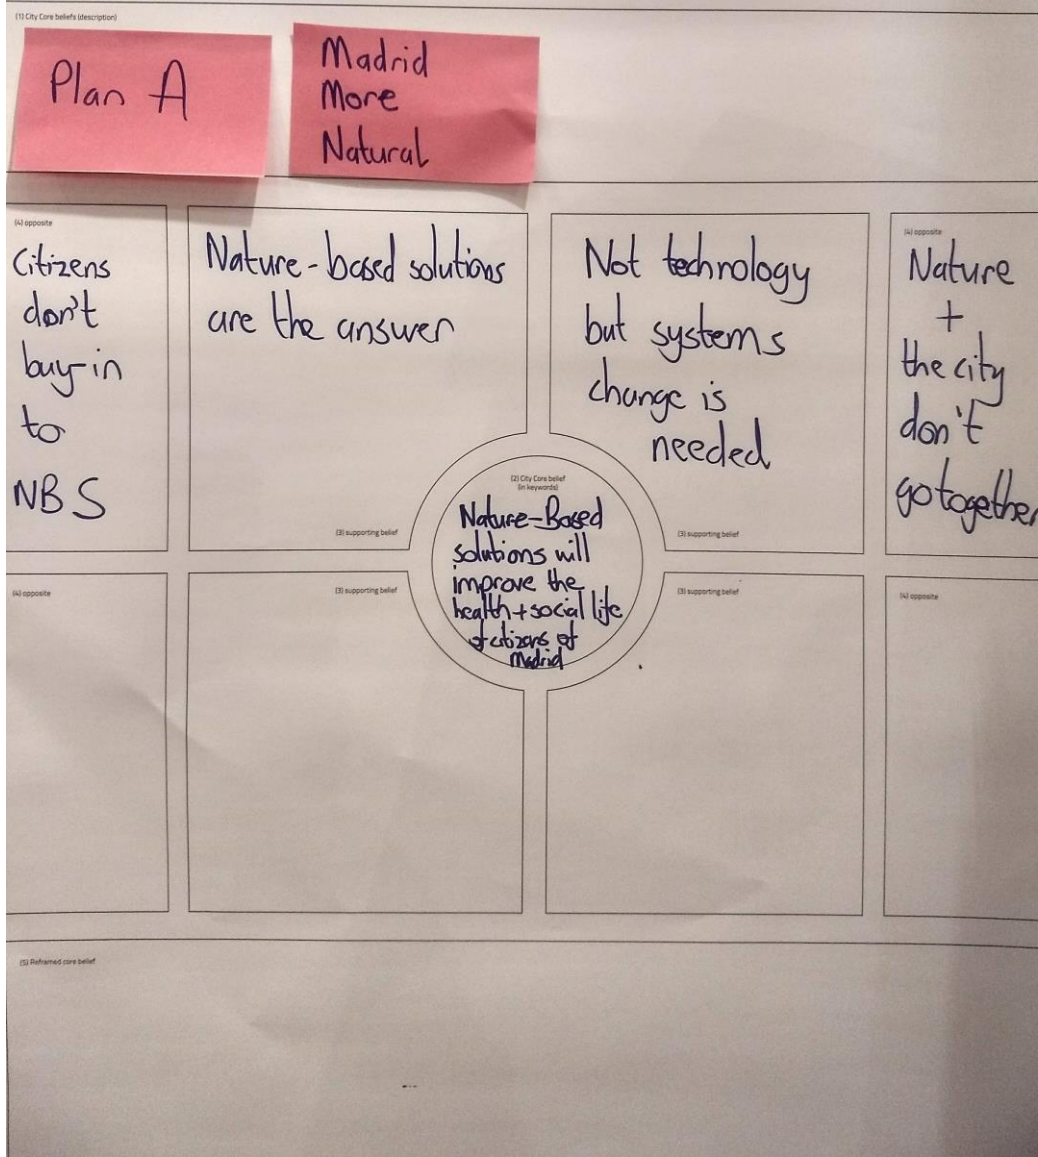 (1) City Core beliefs (description)
Plan A
Madrid
More
Natural
(4) opposite
Citizens
don't
buy-in
to
NBS
Nature-based solutions
are the answer
(3) supporting belief
Not technology
but systems
change is
needed
(3) supporting belief
(4) opposite
Nature
+
the city
don't
go together
(2) City Core belief
(in keywords)
Nature-Based
solutions will
improve the
health + social life
of citizens of
Madrid
(4) opposite
(3) supporting belief
(3) supporting belief
(4) opposite
(5) Reframed core belief